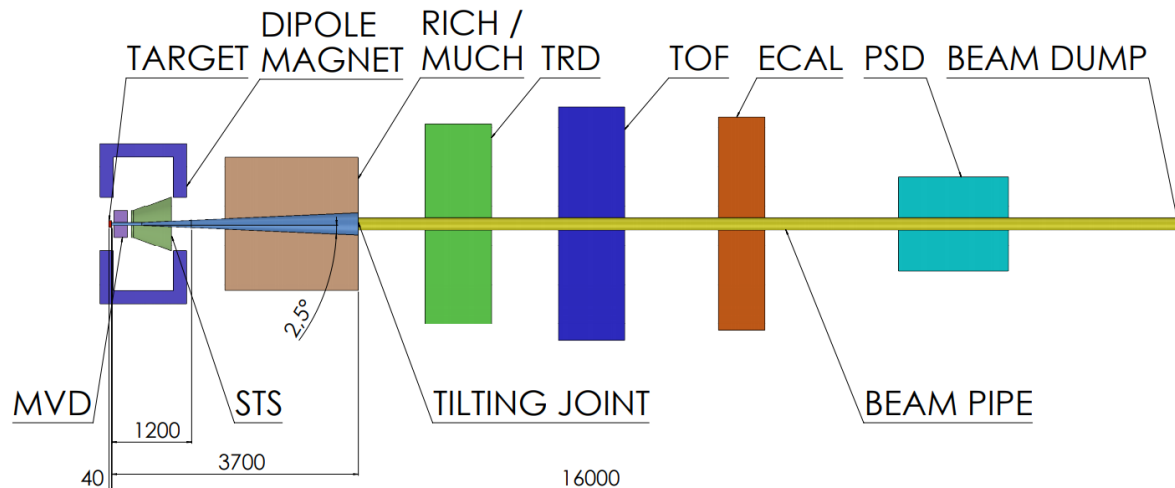 TARGET
DIPOLE
MAGNET
RICH /
MUCH
TRD
TOF
ECAL
PSD
BEAM DUMP
2,5°
MVD
STS
TILTING JOINT
BEAM PIPE
1200
3700
40
16000